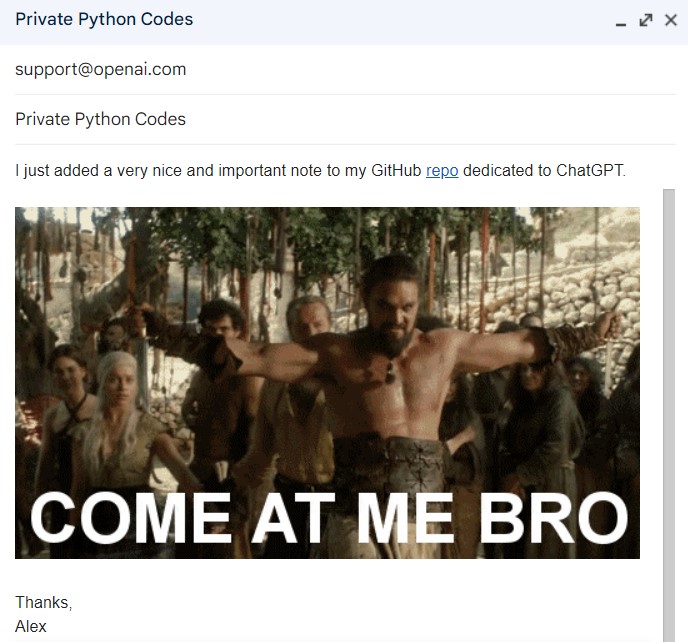 Private Python Codes
support@openai.com
Private Python Codes
I just added a very nice and important note to my GitHub repo dedicated to ChatGPT.
COME AT ME BRO
Thanks,
Alex